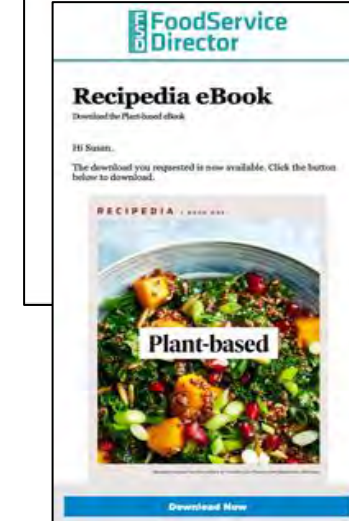 FSD FoodService
Director
Recipedia eBook
Download the Plant-based eBook
Hi Susan,
The download you requested is now available. Click the button
below to download.
RECIPEDIA
Plant-based
Download Now